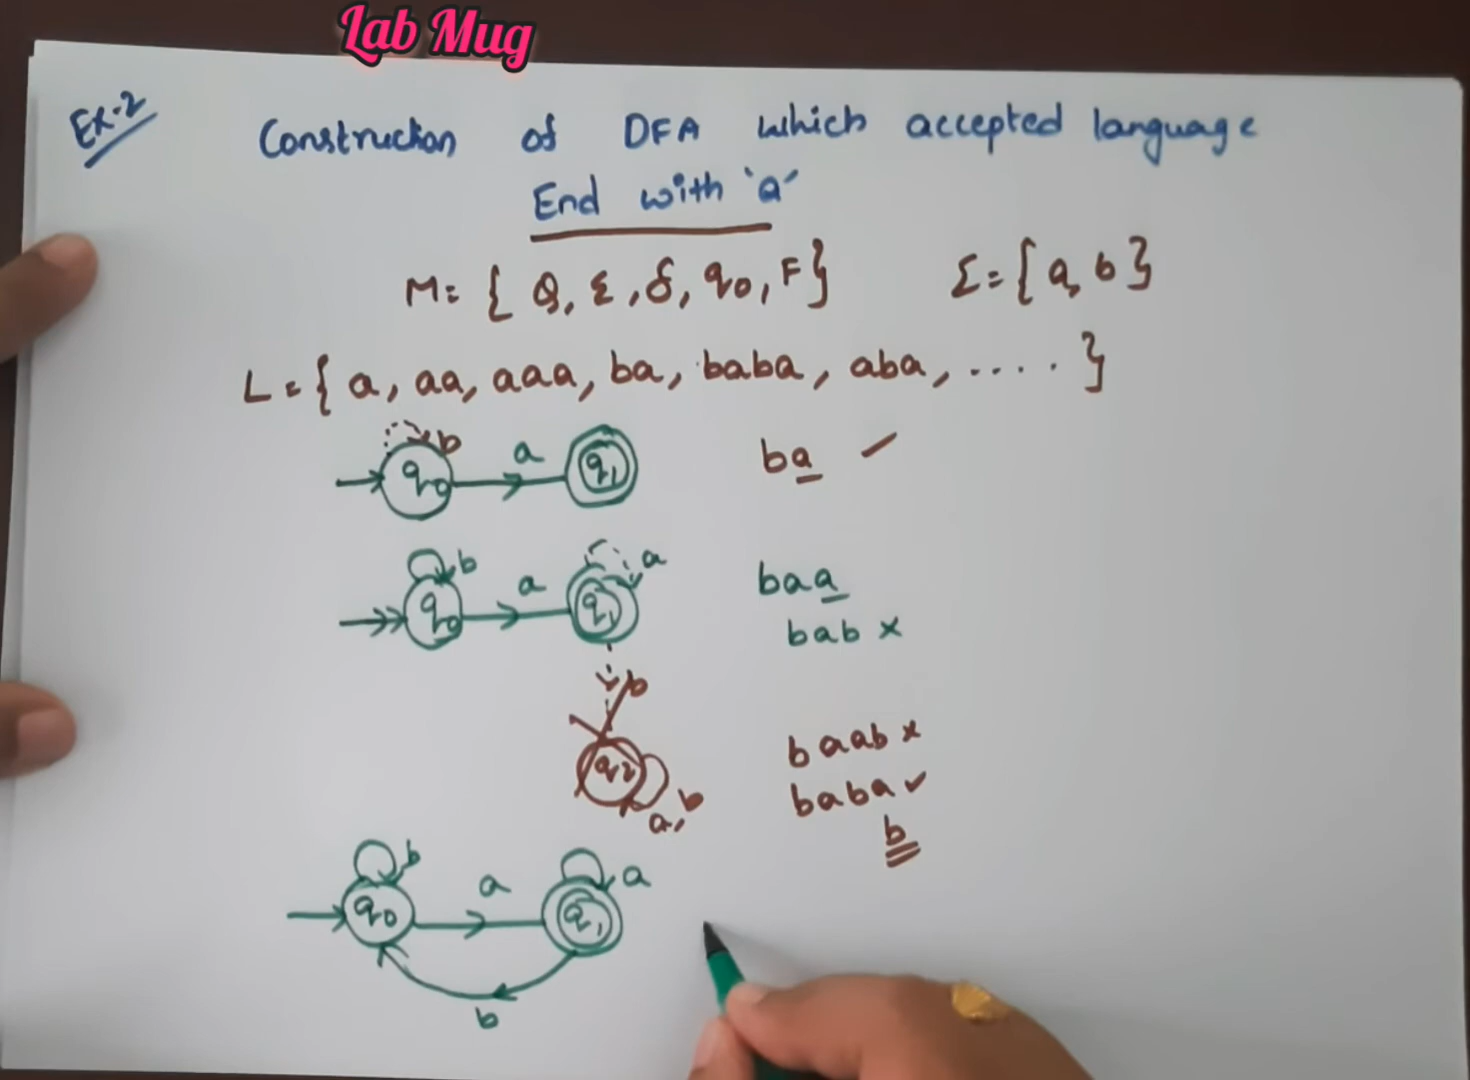 Lab Mug
Ex-2
Construction of DFA which accepted language
End with 'a'
M = { Q, Σ, δ, q0, F } Σ = { a, b }
L = { a, aa, aaa, ba, baba, aba, .... }
b
q0 a q1 ba ✓
b a
q0 a q1 baa
bab ×
b
q2 baab ×
a, b baba ✓
b
b a
q0 a q1
b